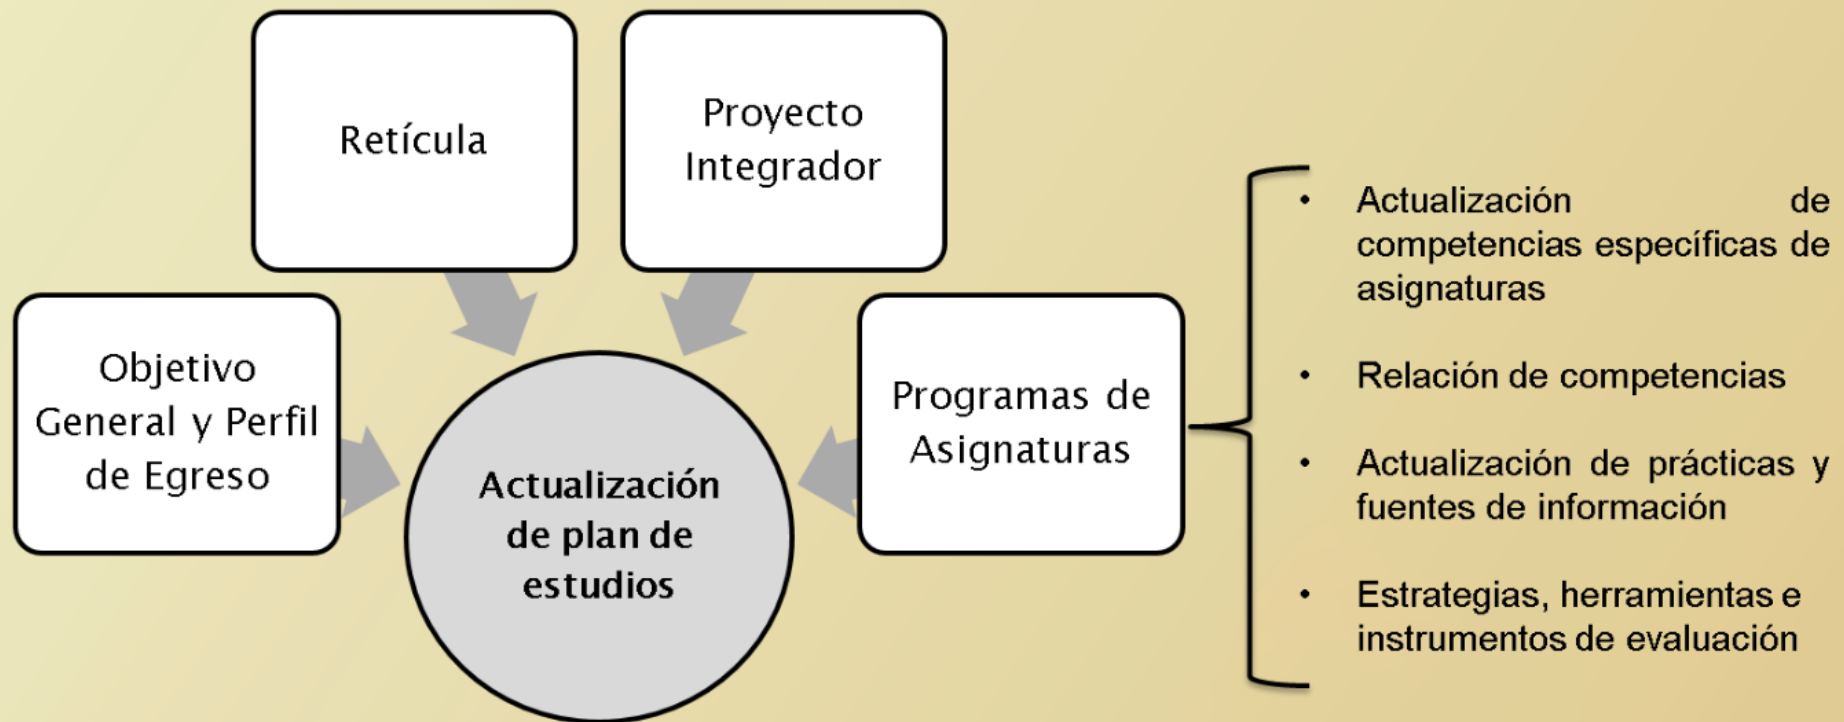 Retícula
Proyecto
Integrador
Objetivo
General y Perfil
de Egreso
Actualización
de plan de
estudios
Programas de
Asignaturas
• Actualización de
competencias específicas de
asignaturas
• Relación de competencias
• Actualización de prácticas y
fuentes de información
• Estrategias, herramientas e
instrumentos de evaluación